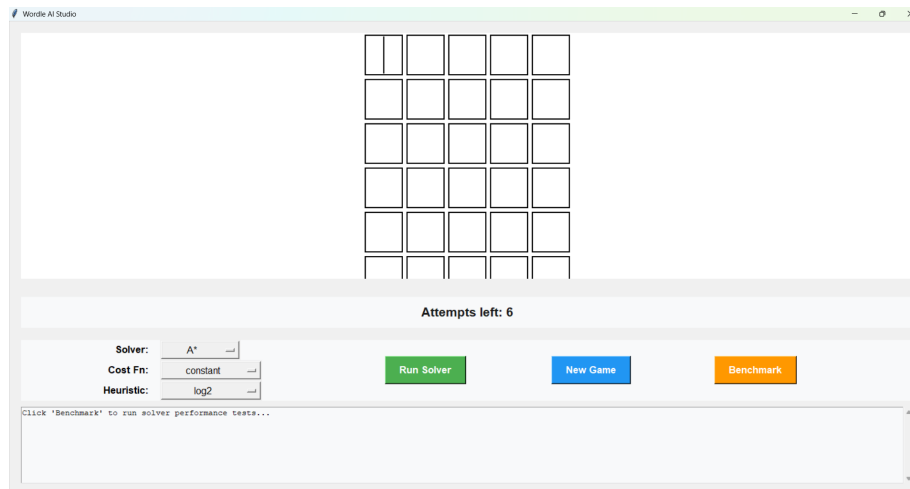 Wordle AI Studio
Attempts left: 6
Solver: A*
Cost Fn: constant
Heuristic: log2
Run Solver
New Game
Benchmark
Click 'Benchmark' to run solver performance tests...